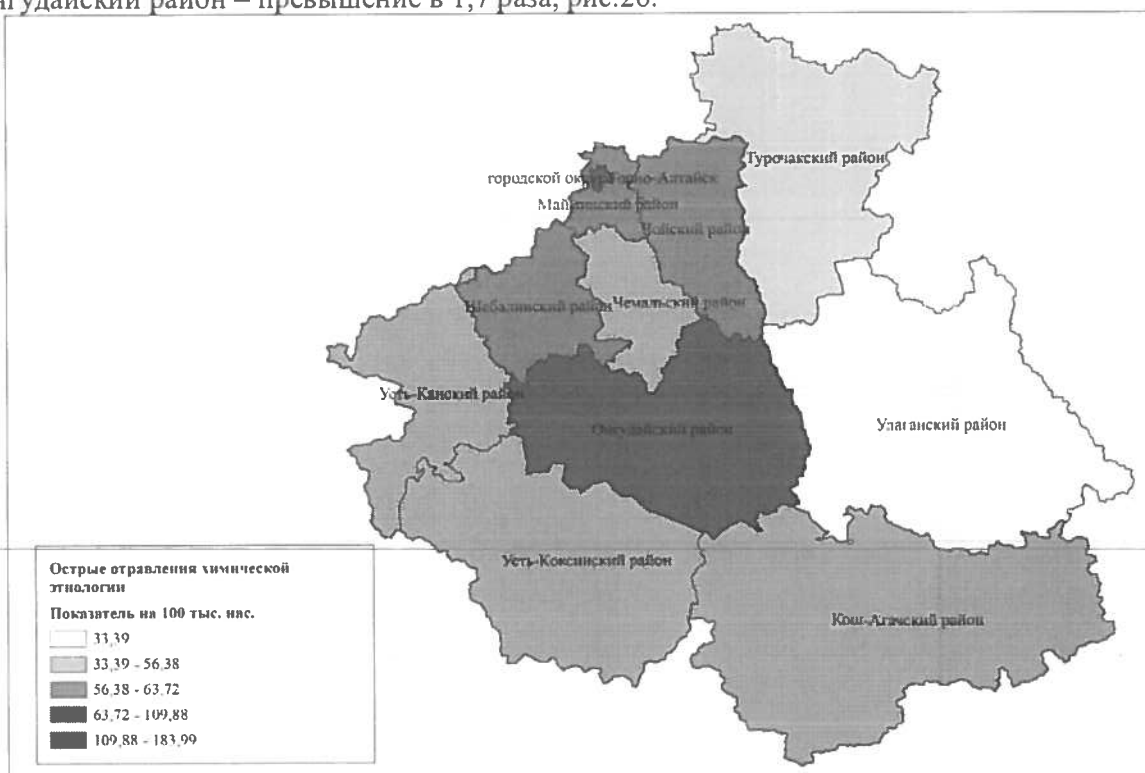 превышение в 1,7 раза, рис.20.
Турочакский район
городской округ Горно-Алтайск
Майминский район
Чойский район
Шебалинский район
Чемальский район
Усть-Канский район
Онгудайский район
Улаганский район
Усть-Коксинский район
Кош-Агачский район
Острые отравления химической
этиологии
Показатель на 100 тыс. нас.
33,39
33,39 - 56,38
56,38 - 63,72
63,72 - 109,88
109,88 - 183,99